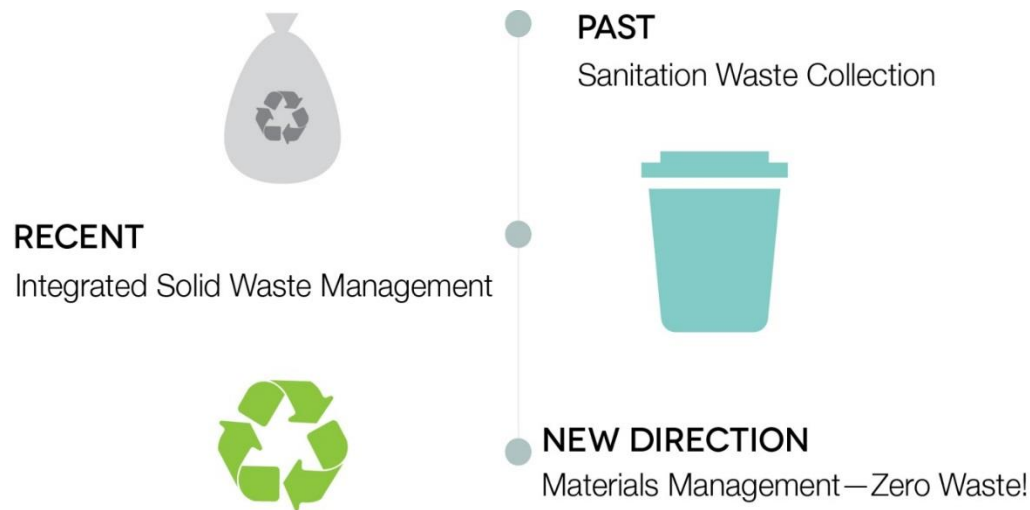 PAST
Sanitation Waste Collection
RECENT
Integrated Solid Waste Management
NEW DIRECTION
Materials Management—Zero Waste!